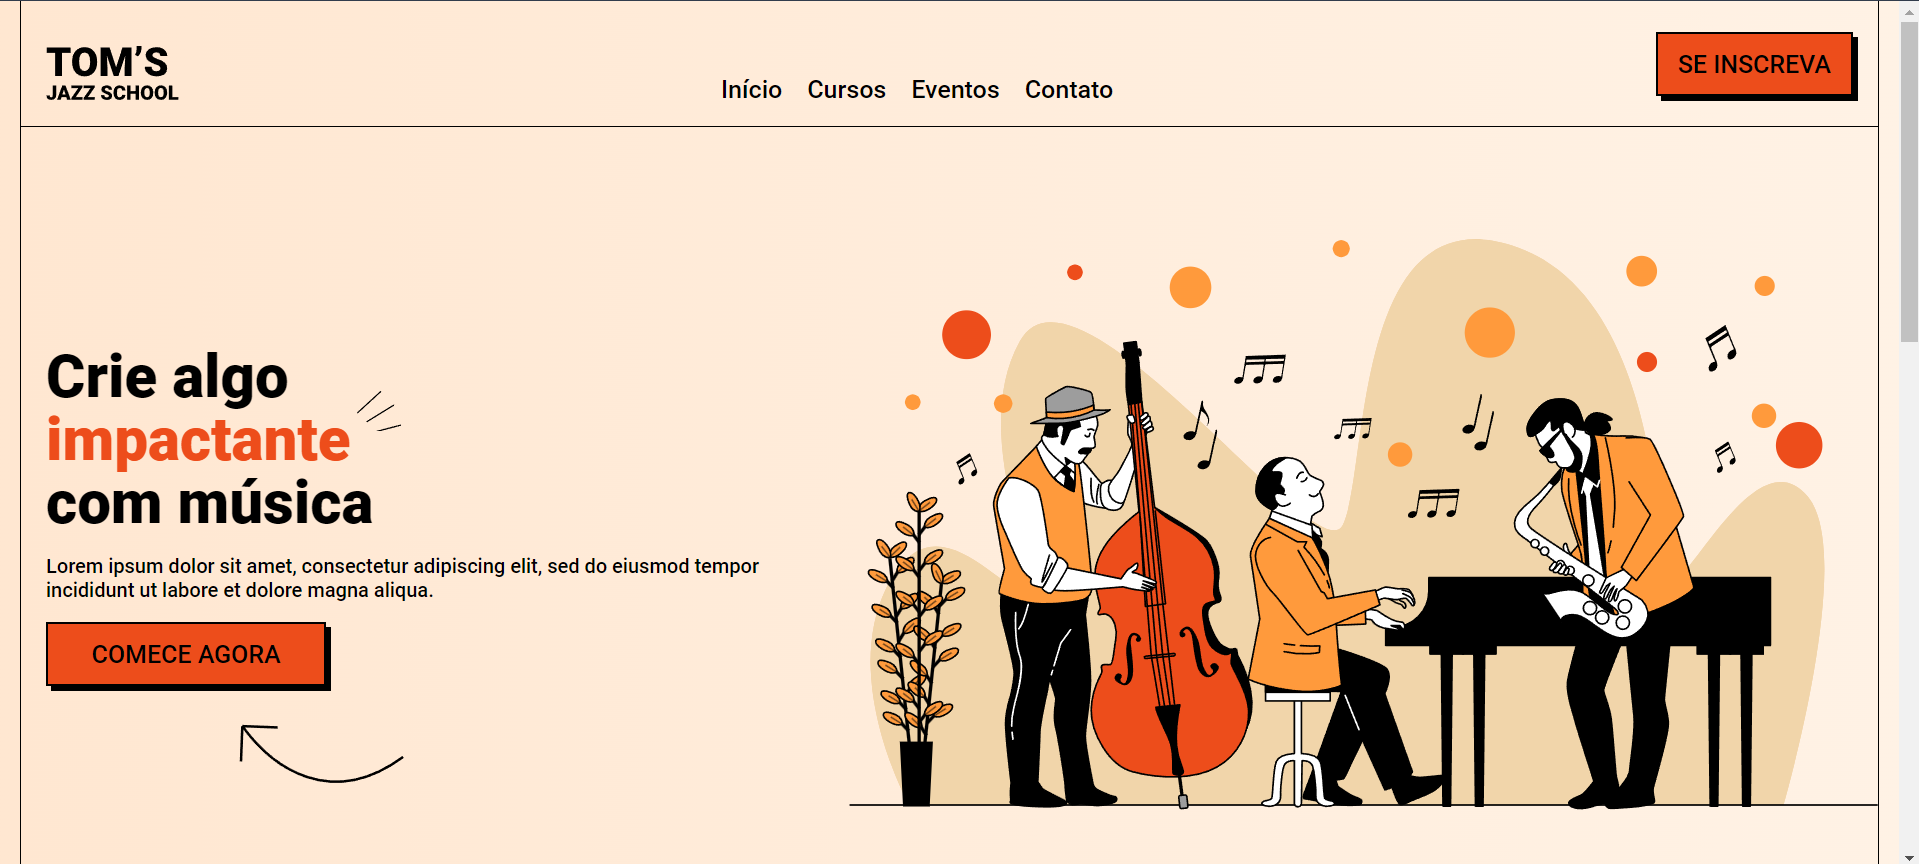 TOM’S
JAZZ SCHOOL
Início Cursos Eventos Contato
SE INSCREVA
Crie algo
impactante
com música
Lorem ipsum dolor sit amet, consectetur adipiscing elit, sed do eiusmod tempor
incididunt ut labore et dolore magna aliqua.
COMECE AGORA